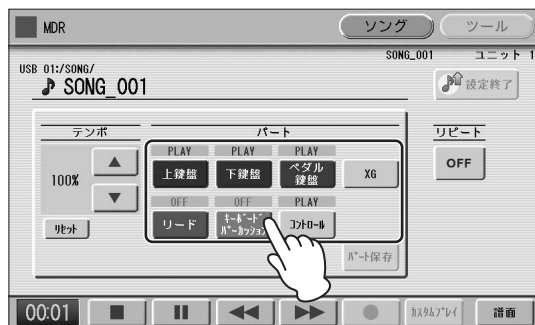 MDR
ソング
ツール
SONG_001 ユニット 1
USB 01:/SONG/
SONG_001
設定終了
テンポ
パート
リピート
100%
PLAY PLAY PLAY
上鍵盤 下鍵盤 ペダル鍵盤 XG
OFF
OFF OFF PLAY
リード キーボードパーカッション コントロール
リセット
パート保存
00:01
カスタムプレイ
譜面